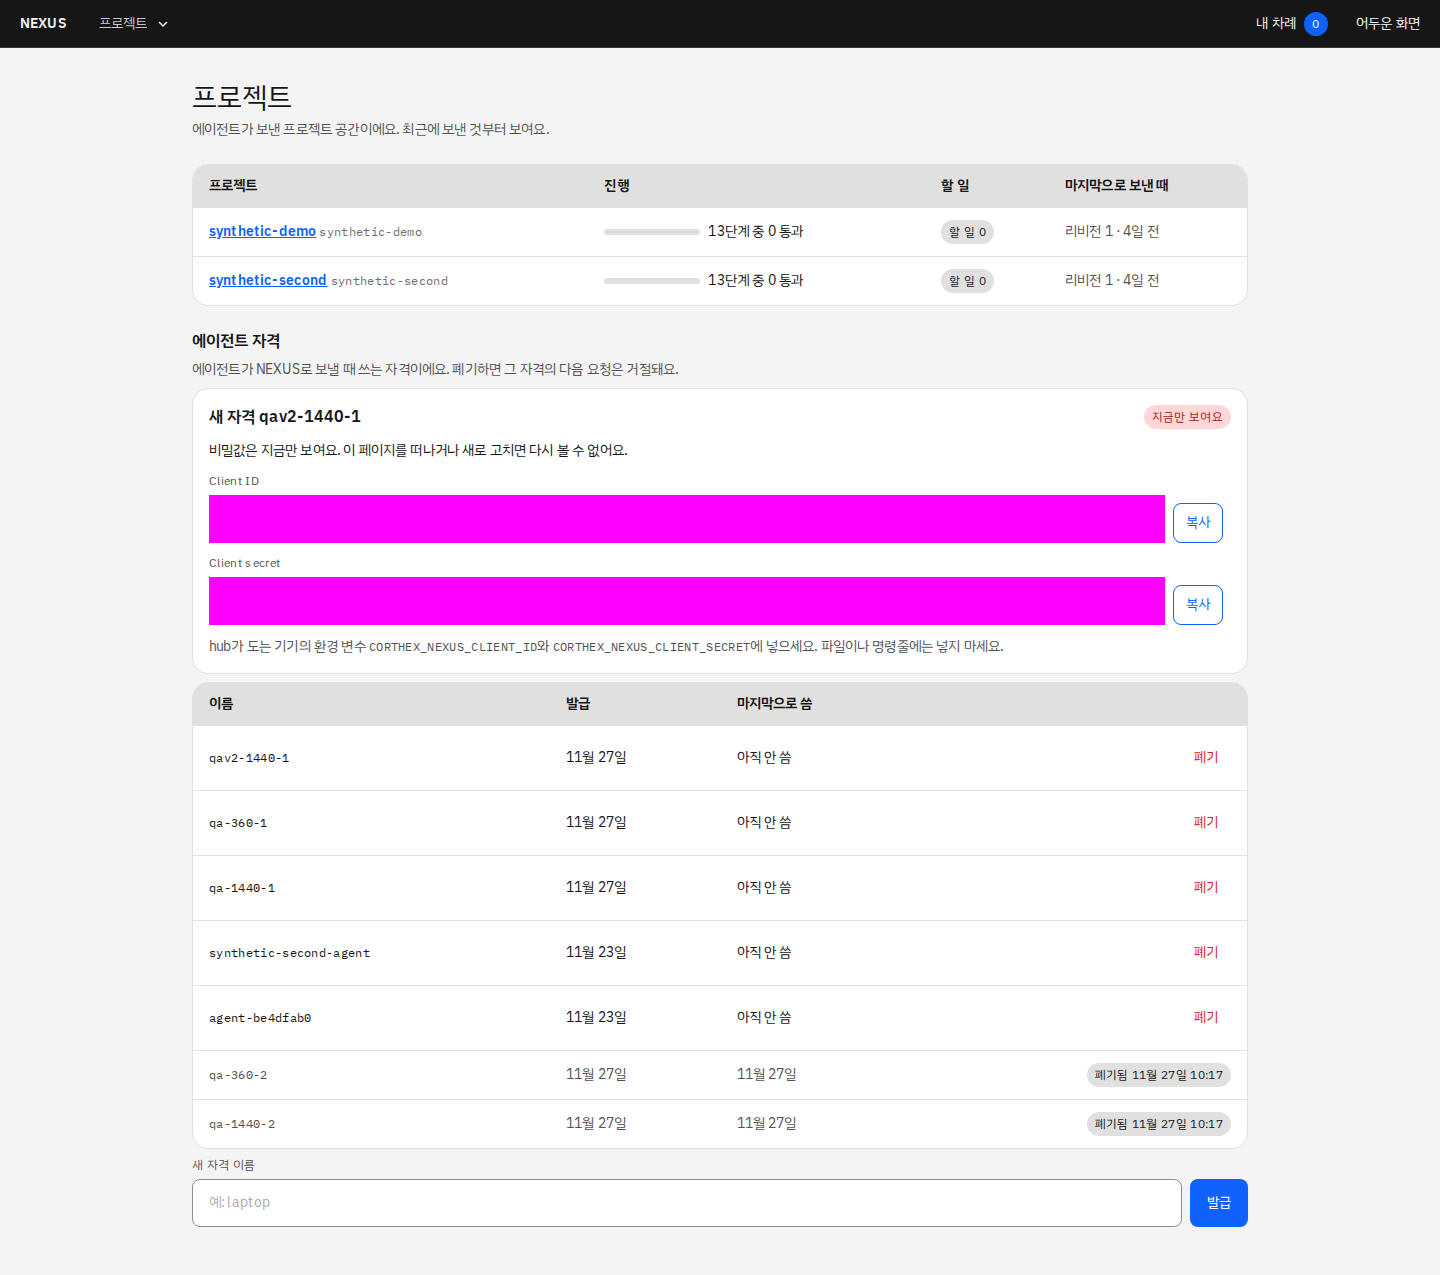 NEXUS 프로젝트 내 차례 0 어두운 화면
프로젝트
에이전트가 보낸 프로젝트 공간이에요. 최근에 보낸 것부터 보여요.
프로젝트 진행 할 일 마지막으로 보낸 때
synthetic-demo synthetic-demo 13단계 중 0 통과 할 일 0 리비전 1 · 4일 전
synthetic-second synthetic-second 13단계 중 0 통과 할 일 0 리비전 1 · 4일 전
에이전트 자격
에이전트가 NEXUS로 보낼 때 쓰는 자격이에요. 폐기하면 그 자격의 다음 요청은 거절돼요.
새 자격 qav2-1440-1 지금만 보여요
비밀값은 지금만 보여요. 이 페이지를 떠나거나 새로 고치면 다시 볼 수 없어요.
Client ID
복사
Client secret
복사
hub가 도는 기기의 환경 변수 CORTHEX_NEXUS_CLIENT_ID와 CORTHEX_NEXUS_CLIENT_SECRET에 넣으세요. 파일이나 명령줄에는 넣지 마세요.
이름 발급 마지막으로 씀
qav2-1440-1 11월 27일 아직 안 씀 폐기
qa-360-1 11월 27일 아직 안 씀 폐기
qa-1440-1 11월 27일 아직 안 씀 폐기
synthetic-second-agent 11월 23일 아직 안 씀 폐기
agent-be4dfab0 11월 23일 아직 안 씀 폐기
qa-360-2 11월 27일 11월 27일 폐기됨 11월 27일 10:17
qa-1440-2 11월 27일 11월 27일 폐기됨 11월 27일 10:17
새 자격 이름
예: laptop 발급